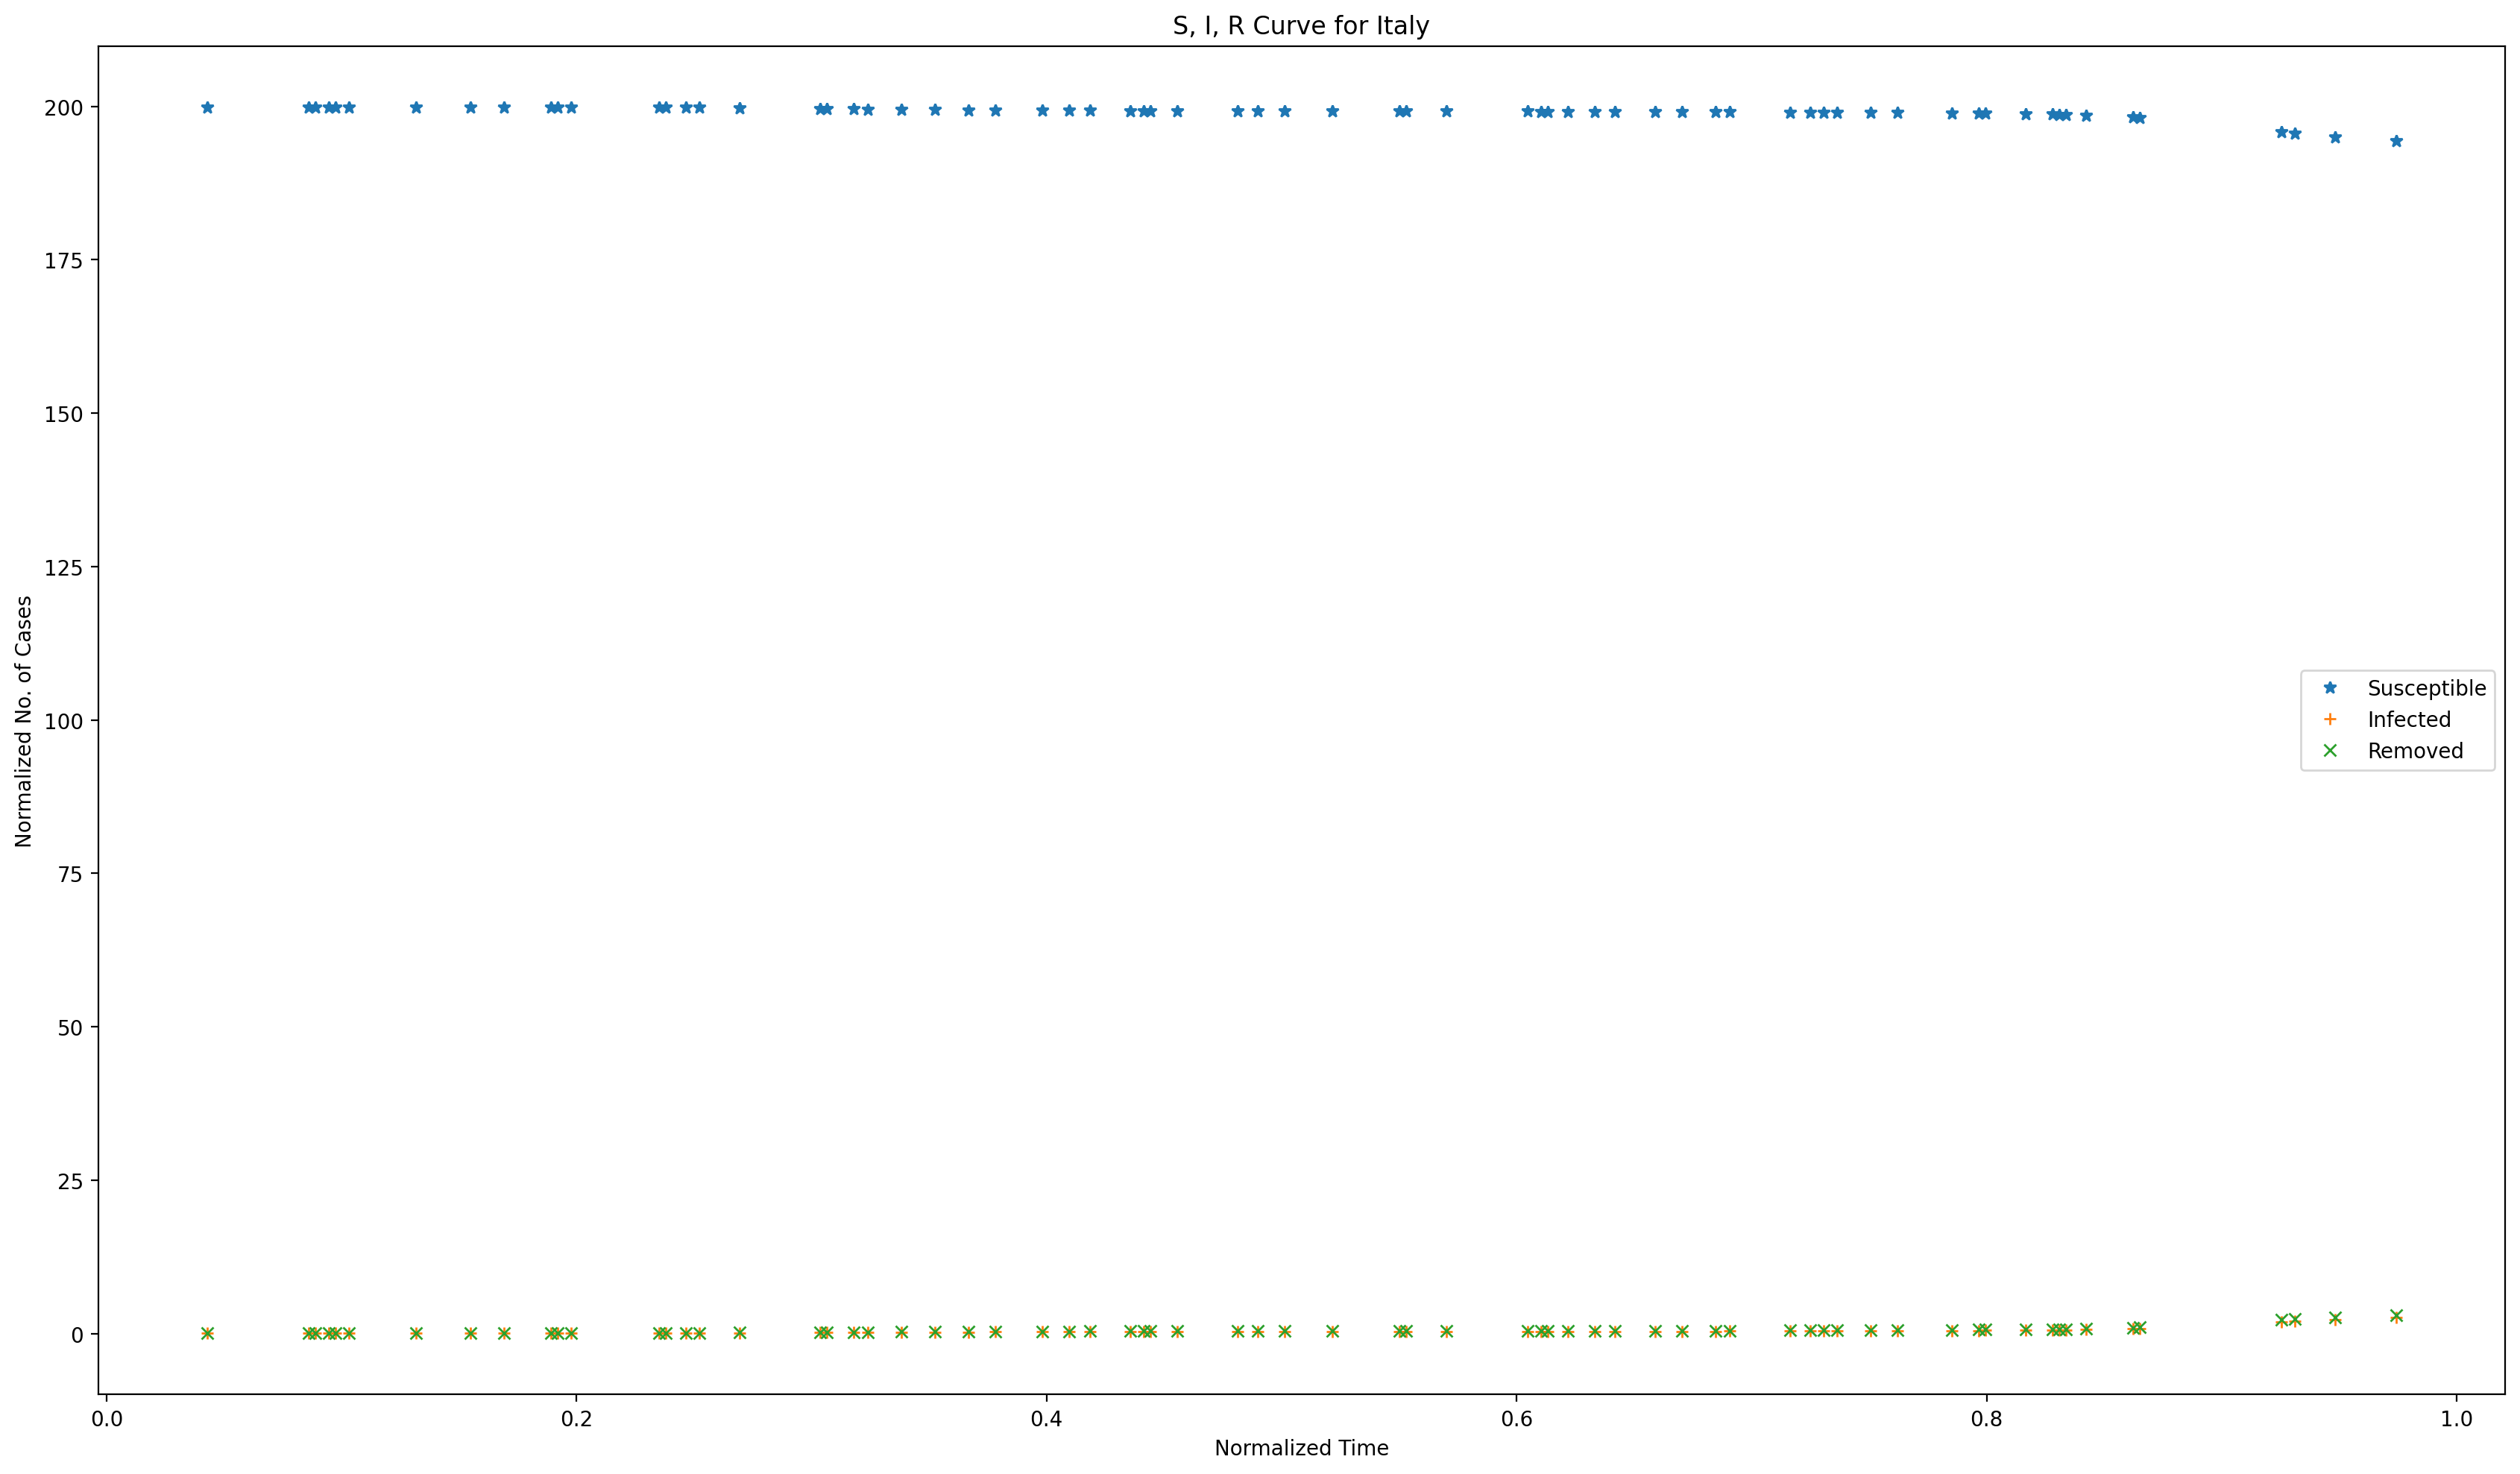 S, I, R Curve for Italy
200
175
150
125
100
75
50
25
0
Normalized No. of Cases
Susceptible
Infected
Removed
0.0 0.2 0.4 0.6 0.8 1.0
Normalized Time